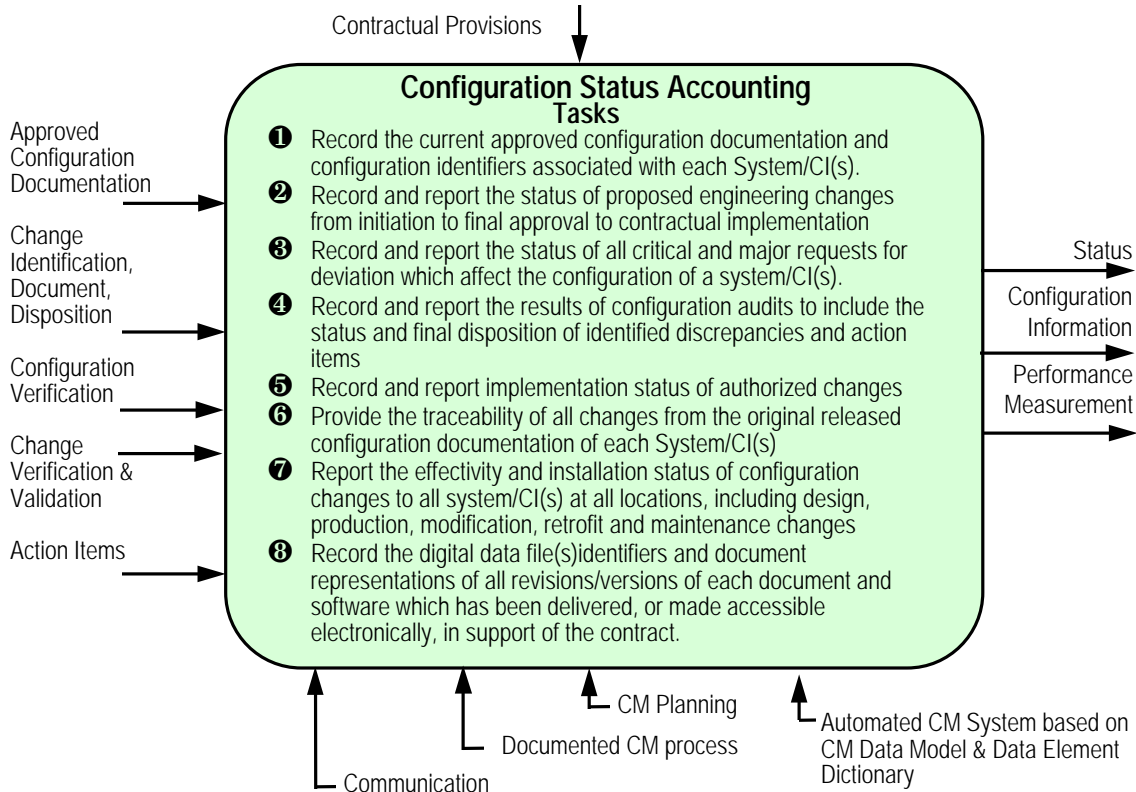 Contractual Provisions
Configuration Status Accounting
Tasks
❶ Record the current approved configuration documentation and
configuration identifiers associated with each System/CI(s).
❷ Record and report the status of proposed engineering changes
from initiation to final approval to contractual implementation
❸ Record and report the status of all critical and major requests for
deviation which affect the configuration of a system/CI(s).
❹ Record and report the results of configuration audits to include the
status and final disposition of identified discrepancies and action
items
❺ Record and report implementation status of authorized changes
❻ Provide the traceability of all changes from the original released
configuration documentation of each System/CI(s)
❼ Report the effectivity and installation status of configuration
changes to all system/CI(s) at all locations, including design,
production, modification, retrofit and maintenance changes
❽ Record the digital data file(s)identifiers and document
representations of all revisions/versions of each document and
software which has been delivered, or made accessible
electronically, in support of the contract.
Approved
Configuration
Documentation
Change
Identification,
Document,
Disposition
Configuration
Verification
Change
Verification &
Validation
Action Items
Status
Configuration
Information
Performance
Measurement
CM Planning
Documented CM process
Communication
Automated CM System based on
CM Data Model & Data Element
Dictionary